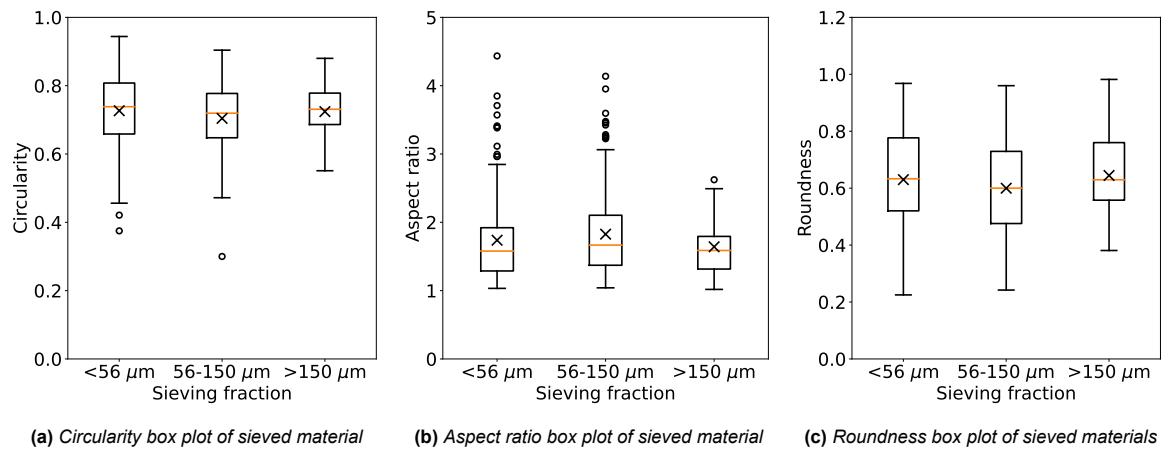 1.0
0.8
0.6
0.4
0.2
0.0
Circularity
<56 μm 56-150 μm >150 μm
Sieving fraction
(a) Circularity box plot of sieved material
5
4
3
2
1
0
Aspect ratio
<56 μm 56-150 μm >150 μm
Sieving fraction
(b) Aspect ratio box plot of sieved material
1.2
1.0
0.8
0.6
0.4
0.2
0.0
Roundness
<56 μm 56-150 μm >150 μm
Sieving fraction
(c) Roundness box plot of sieved materials